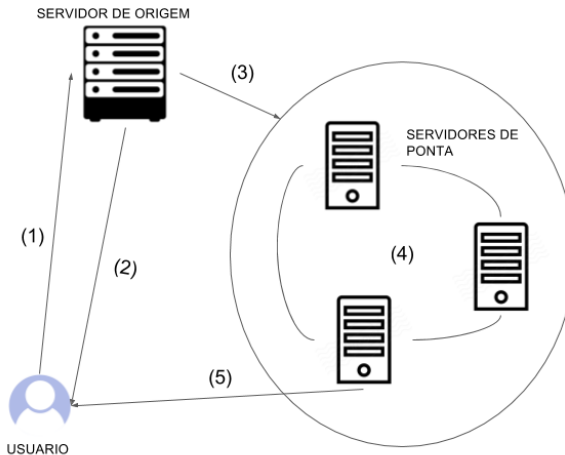 SERVIDOR DE ORIGEM
(3)
SERVIDORES DE
PONTA
(1)
(2)
(4)
(5)
USUARIO